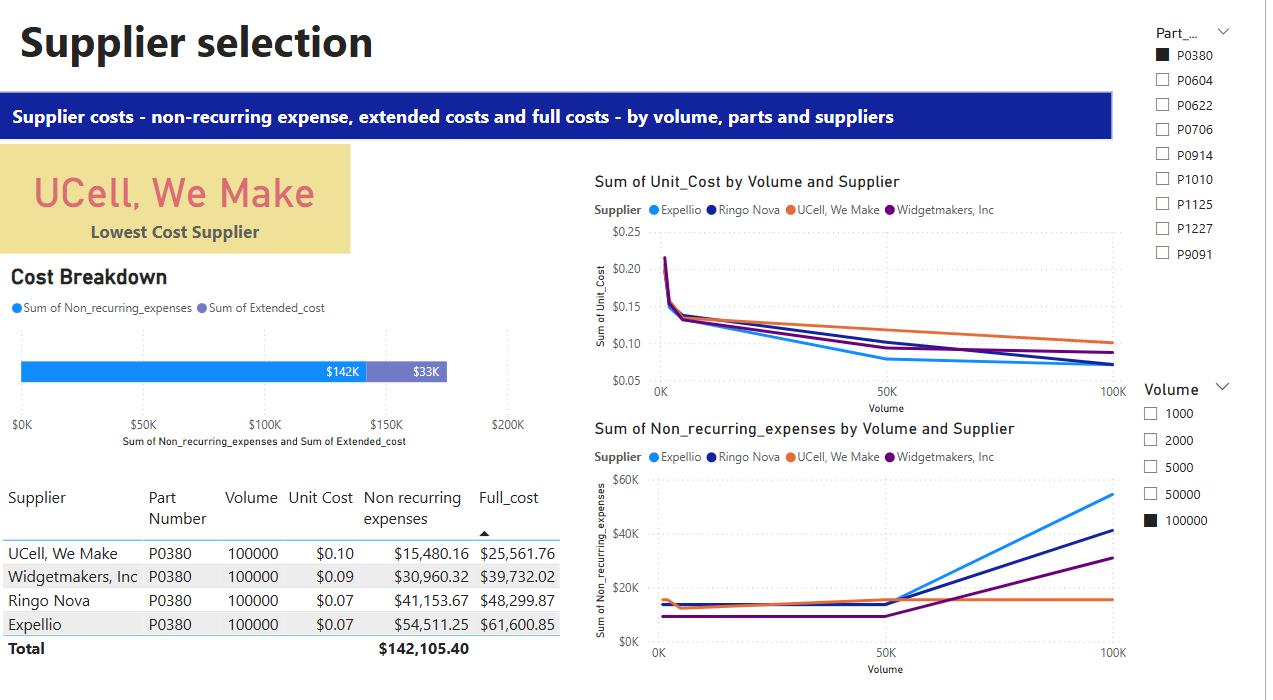 Supplier selection
Supplier costs - non-recurring expense, extended costs and full costs - by volume, parts and suppliers
UCell, We Make
Lowest Cost Supplier
Cost Breakdown
Sum of Non_recurring_expenses Sum of Extended_cost
$142K $33K
$0K $50K $100K $150K $200K
Sum of Non_recurring_expenses and Sum of Extended_cost
Supplier Part Number Volume Unit Cost Non recurring expenses Full_cost
UCell, We Make P0380 100000 $0.10 $15,480.16 $25,561.76
Widgetmakers, Inc P0380 100000 $0.09 $30,960.32 $39,732.02
Ringo Nova P0380 100000 $0.07 $41,153.67 $48,299.87
Expellio P0380 100000 $0.07 $54,511.25 $61,600.85
Total $142,105.40
Sum of Unit_Cost by Volume and Supplier
Supplier Expellio Ringo Nova UCell, We Make Widgetmakers, Inc
Sum of Unit_Cost
$0.25
$0.20
$0.15
$0.10
$0.05
0K 50K 100K
Volume
Sum of Non_recurring_expenses by Volume and Supplier
Supplier Expellio Ringo Nova UCell, We Make Widgetmakers, Inc
Sum of Non_recurring_expenses
$60K
$40K
$20K
$0K
0K 50K 100K
Volume
Part_...
P0380
P0604
P0622
P0706
P0914
P1010
P1125
P1227
P9091
Volume
1000
2000
5000
50000
100000